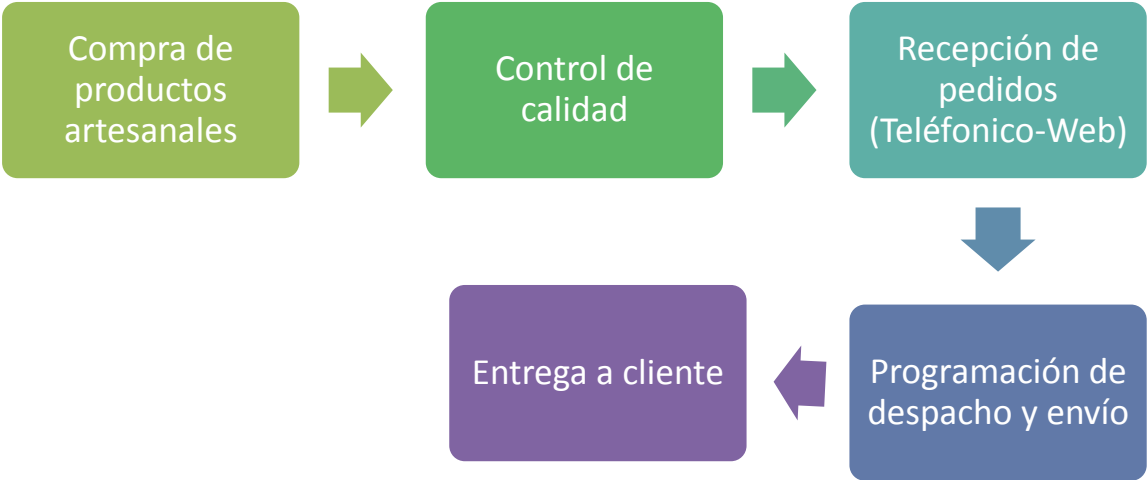 Compra de
productos
artesanales
Control de
calidad
Recepción de
pedidos
(Teléfonico-Web)
Programación de
despacho y envío
Entrega a cliente